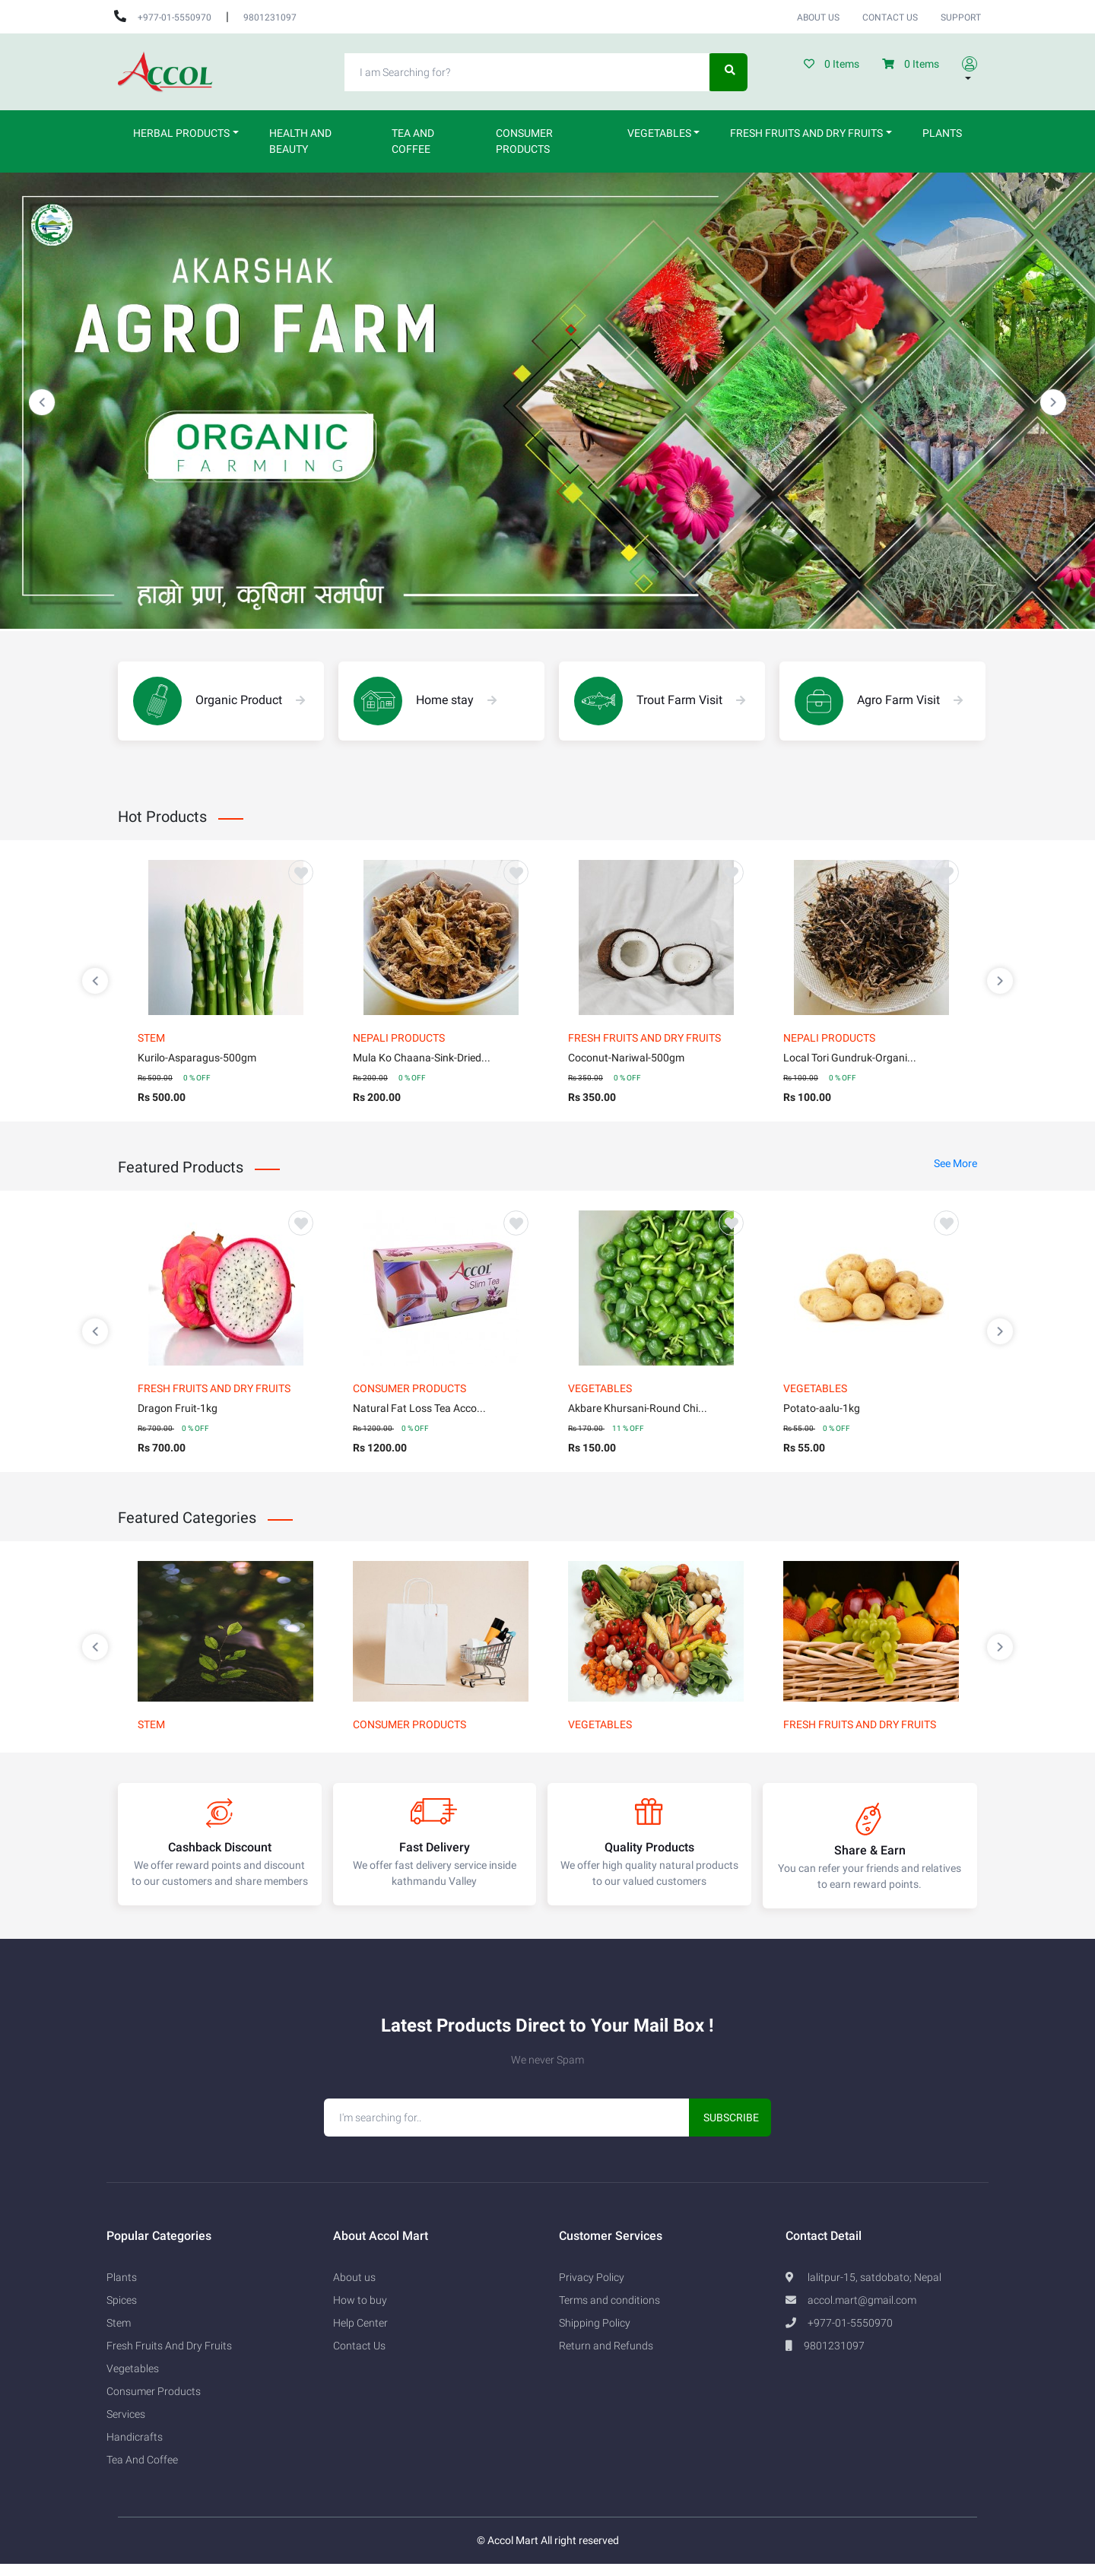 +977-01-5550970 | 9801231097 ABOUT US CONTACT US SUPPORT
ACCOL
I am Searching for?
0 Items 0 Items
HERBAL PRODUCTS HEALTH AND BEAUTY TEA AND COFFEE CONSUMER PRODUCTS VEGETABLES FRESH FRUITS AND DRY FRUITS PLANTS
AKARSHAK
AGRO FARM
ORGANIC
FARMING
हाम्रो प्रण, कृषिमा समर्पण
Organic Product Home stay Trout Farm Visit Agro Farm Visit
Hot Products
STEM
Kurilo-Asparagus-500gm
Rs 500.00 0 % OFF
Rs 500.00
NEPALI PRODUCTS
Mula Ko Chaana-Sink-Dried...
Rs 200.00 0 % OFF
Rs 200.00
FRESH FRUITS AND DRY FRUITS
Coconut-Nariwal-500gm
Rs 350.00 0 % OFF
Rs 350.00
NEPALI PRODUCTS
Local Tori Gundruk-Organi...
Rs 100.00 0 % OFF
Rs 100.00
Featured Products
See More
ACCOL
Slim Tea
FRESH FRUITS AND DRY FRUITS
Dragon Fruit-1kg
Rs 700.00 0 % OFF
Rs 700.00
CONSUMER PRODUCTS
Natural Fat Loss Tea Acco...
Rs 1200.00 0 % OFF
Rs 1200.00
VEGETABLES
Akbare Khursani-Round Chi...
Rs 170.00 11 % OFF
Rs 150.00
VEGETABLES
Potato-aalu-1kg
Rs 55.00 0 % OFF
Rs 55.00
Featured Categories
STEM
CONSUMER PRODUCTS
VEGETABLES
FRESH FRUITS AND DRY FRUITS
Cashback Discount
We offer reward points and discount
to our customers and share members
Fast Delivery
We offer fast delivery service inside
kathmandu Valley
Quality Products
We offer high quality natural products
to our valued customers
Share & Earn
You can refer your friends and relatives
to earn reward points.
Latest Products Direct to Your Mail Box !
We never Spam
I'm searching for..
SUBSCRIBE
Popular Categories
Plants
Spices
Stem
Fresh Fruits And Dry Fruits
Vegetables
Consumer Products
Services
Handicrafts
Tea And Coffee
About Accol Mart
About us
How to buy
Help Center
Contact Us
Customer Services
Privacy Policy
Terms and conditions
Shipping Policy
Return and Refunds
Contact Detail
lalitpur-15, satdobato; Nepal
accol.mart@gmail.com
+977-01-5550970
9801231097
© Accol Mart All right reserved